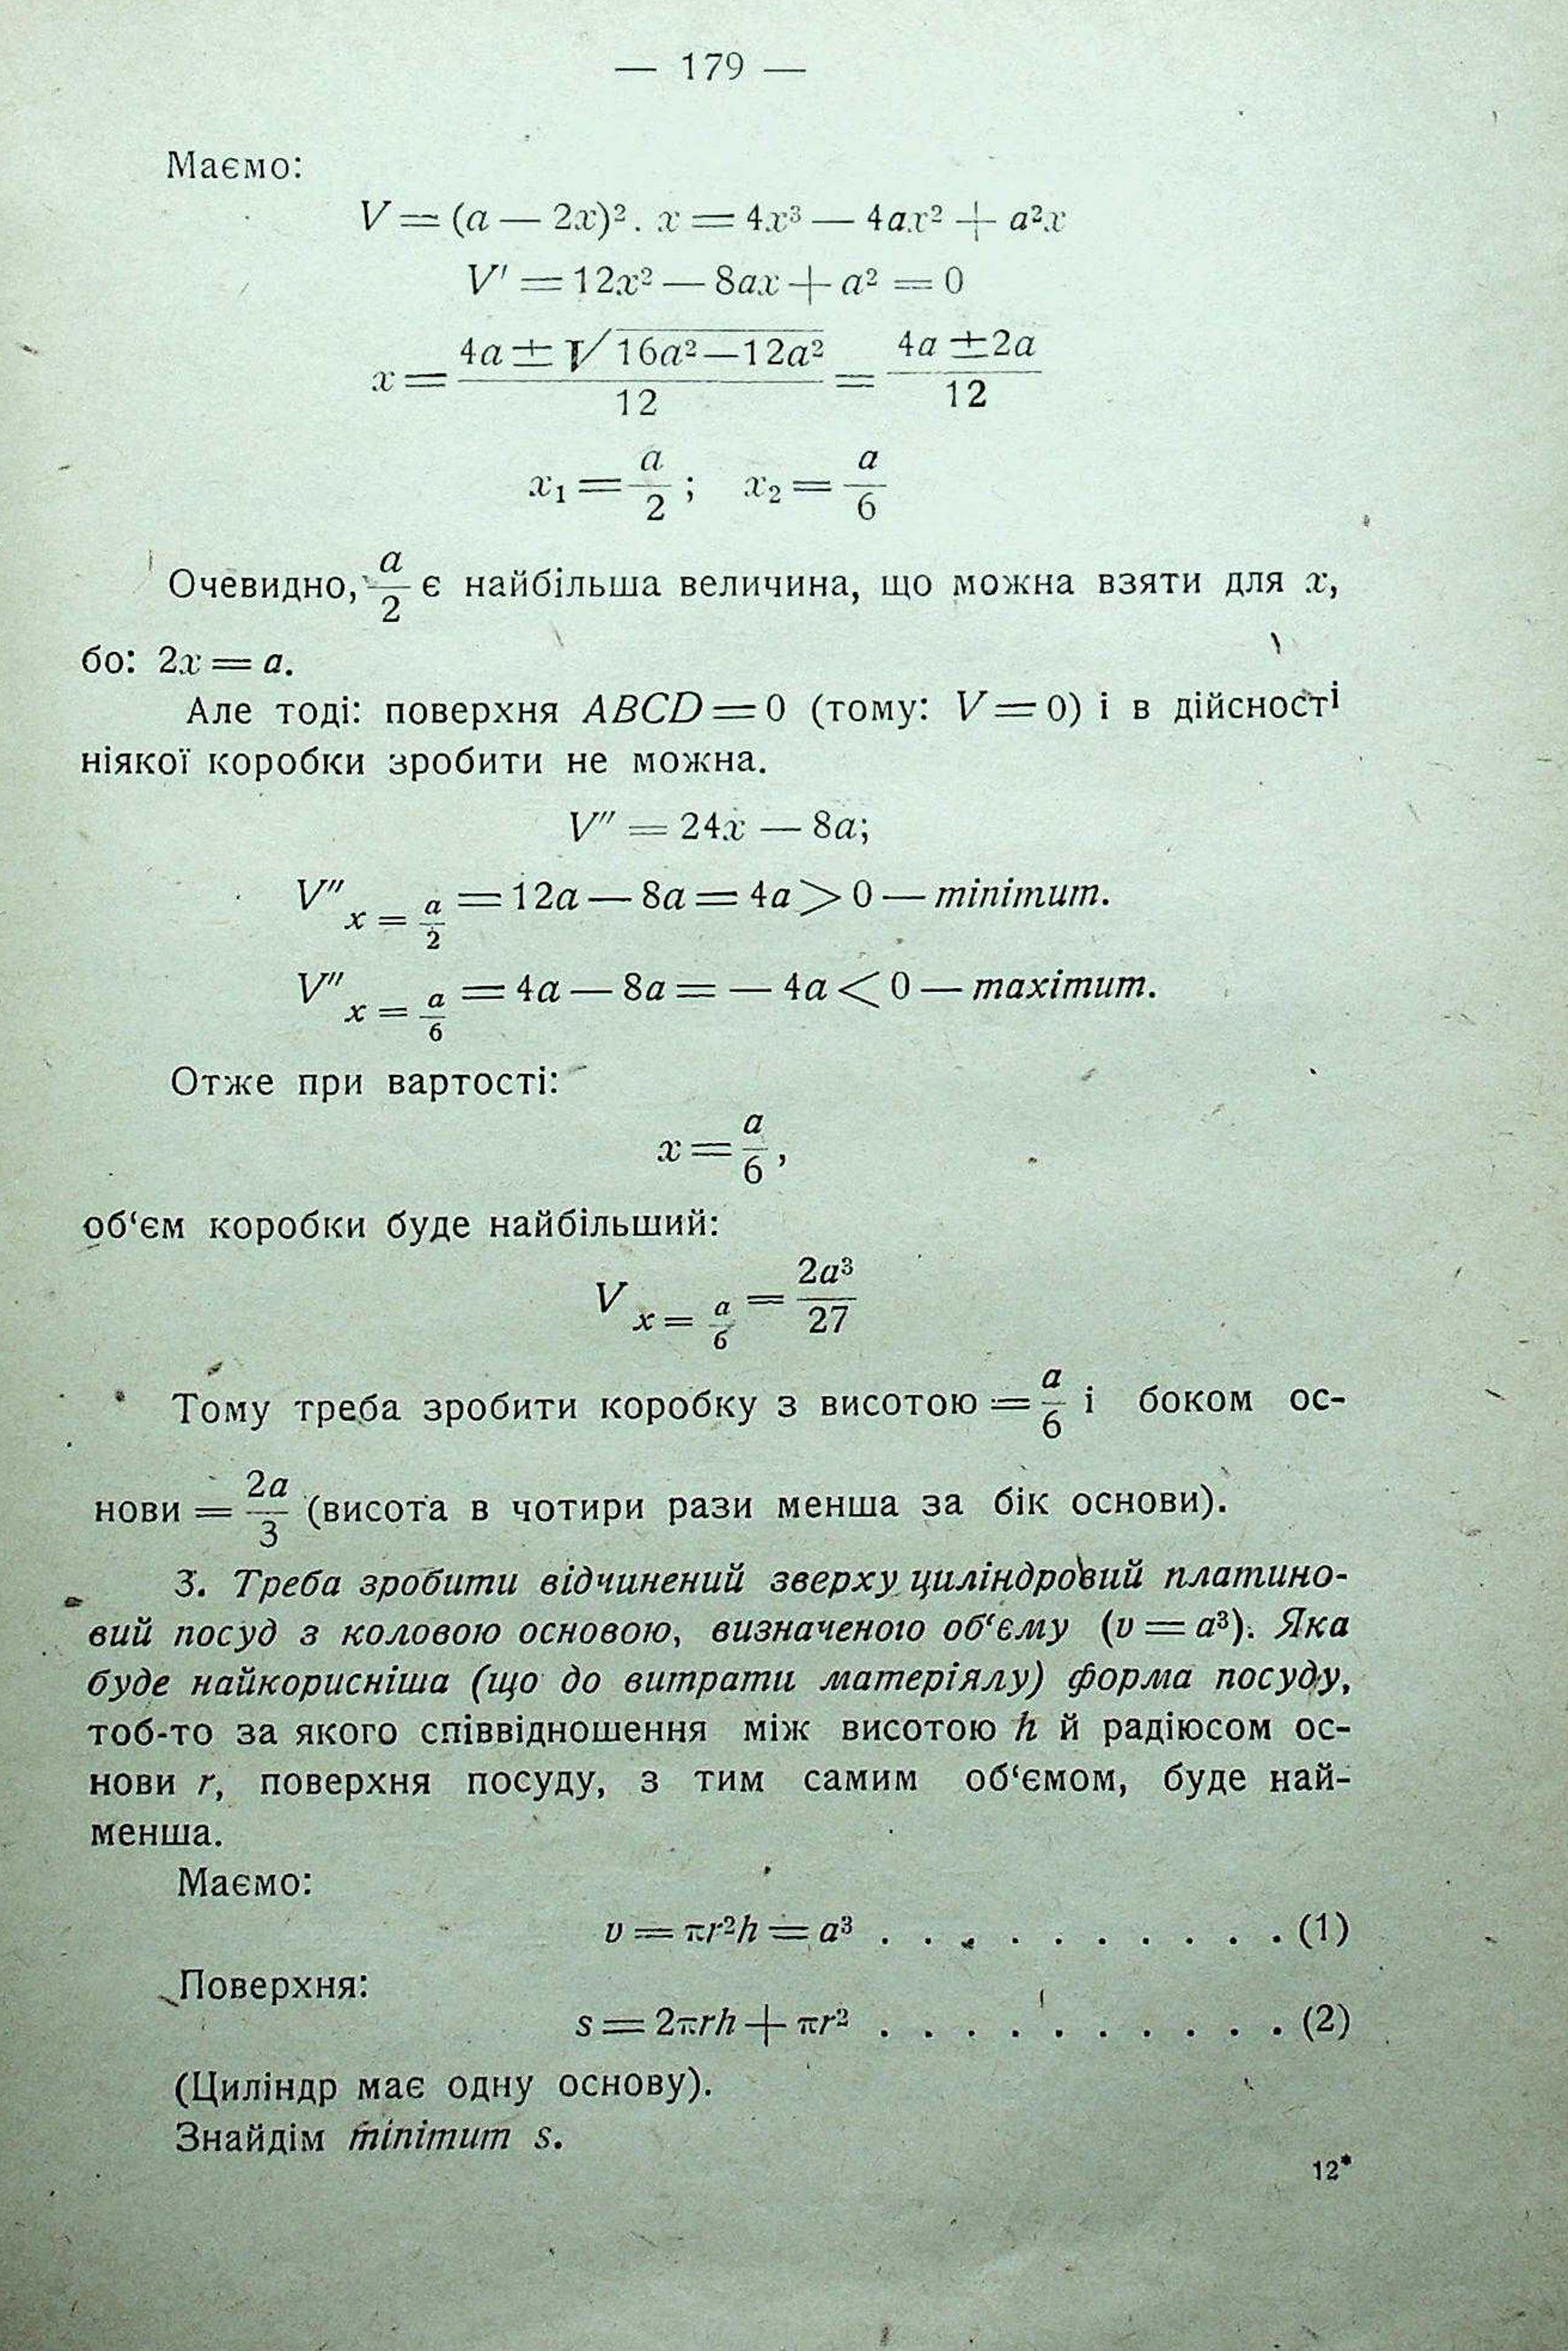 — 179 —
Маємо:
V = (a — 2x)² . x = 4x³ — 4ax² + a²x
V′ = 12x² — 8ax + a² = 0
x = (4a ± √16a²—12a²)/12 = (4a ±2a)/12
x₁ = a/2 ; x₂ = a/6
Очевидно, a/2 є найбільша величина, що можна взяти для x,
бо: 2x = a.
Але тоді: поверхня ABCD = 0 (тому: V = 0) і в дійсності
ніякої коробки зробити не можна.
V″ = 24x — 8a;
V″ x = a/2 = 12a — 8a = 4a > 0 — minimum.
V″ x = a/6 = 4a — 8a = — 4a < 0 — maximum.
Отже при вартості:
x = a/6 ,
об‘єм коробки буде найбільший:
V x = a/6 = 2a³/27
Тому треба зробити коробку з висотою = a/6 і боком ос-
нови = 2a/3 (висота в чотири рази менша за бік основи).
3. Треба зробити відчинений зверху циліндровий платино-
вий посуд з коловою основою, визначеного об‘єму (v = a³). Яка
буде найкорисніша (що до витрати матеріялу) форма посуду,
тоб-то за якого співвідношення між висотою h й радіюсом ос-
нови r, поверхня посуду, з тим самим об‘ємом, буде най-
менша.
Маємо:
v = πr²h = a³ . . . . . . . . . . (1)
Поверхня:
s = 2πrh + πr² . . . . . . . . . . (2)
(Циліндр має одну основу).
Знайдім minimum s.
12*